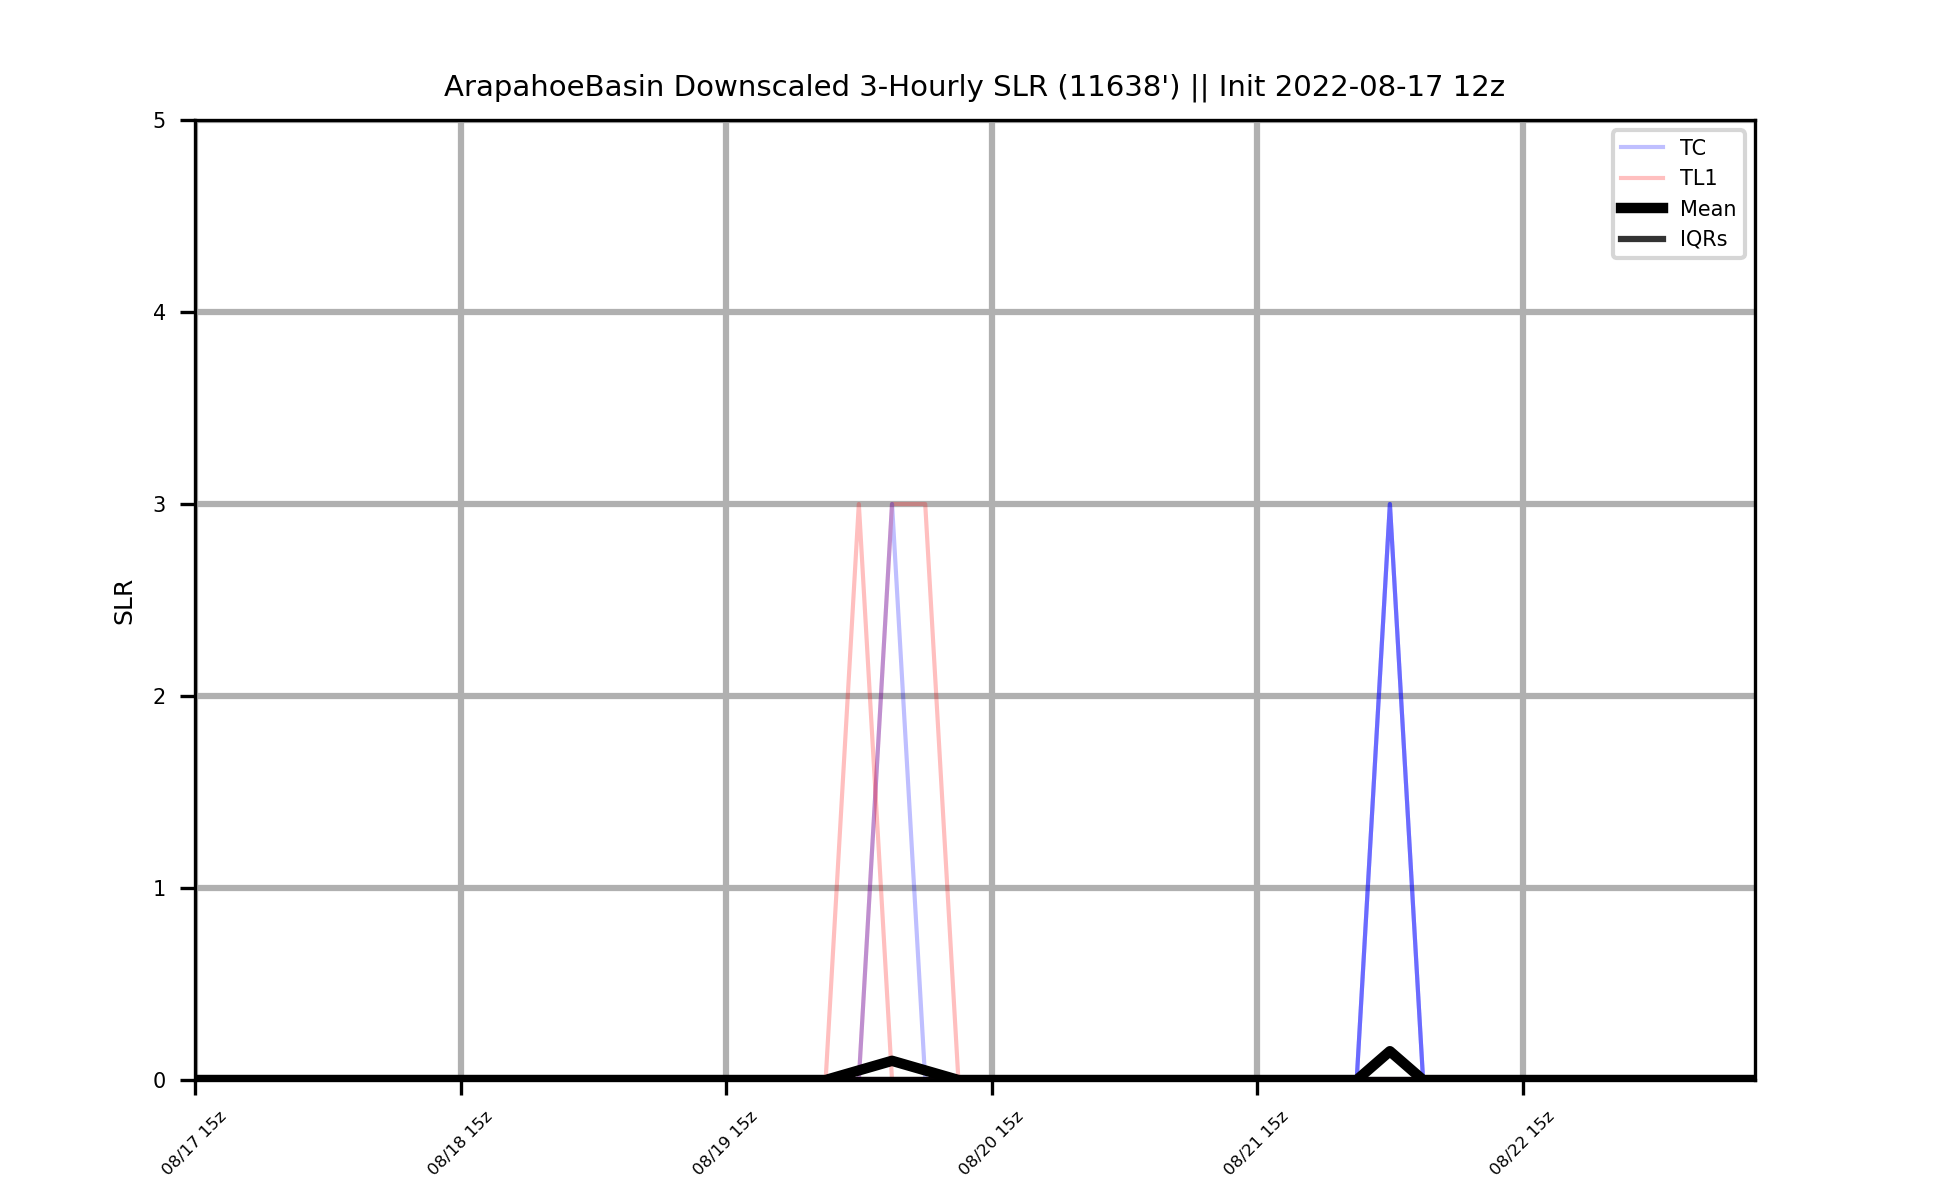 ArapahoeBasin Downscaled 3-Hourly SLR (11638') || Init 2022-08-17 12z
5
4
3
2
1
0
SLR
TC
TL1
Mean
IQRs
08/17 15z
08/18 15z
08/19 15z
08/20 15z
08/21 15z
08/22 15z